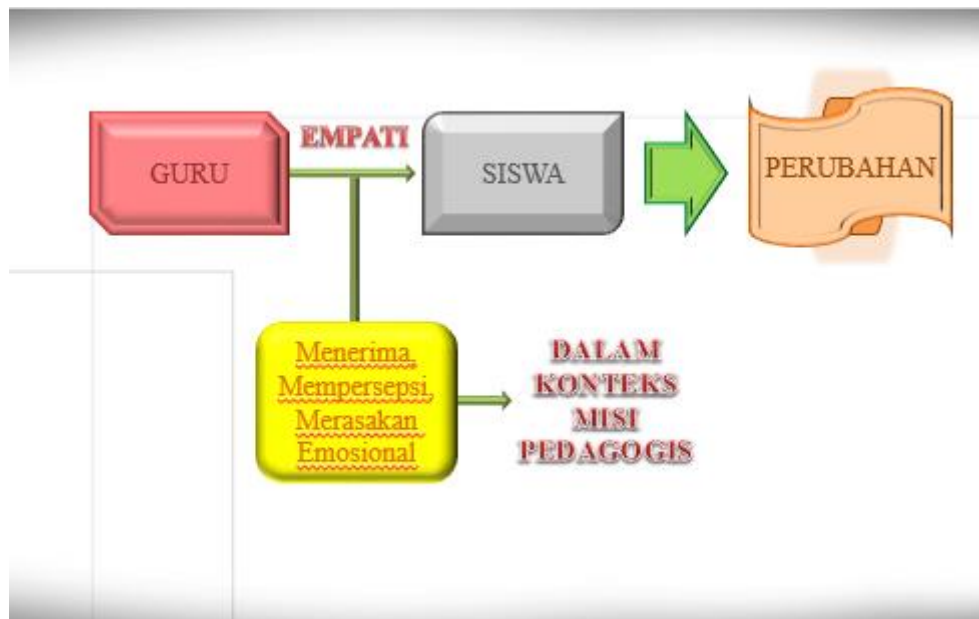 GURU
EMPATI
SISWA
PERUBAHAN
Menerima,
Mempersepsi,
Merasakan
Emosional
DALAM
KONTEKS
MISI
PEDAGOGIS